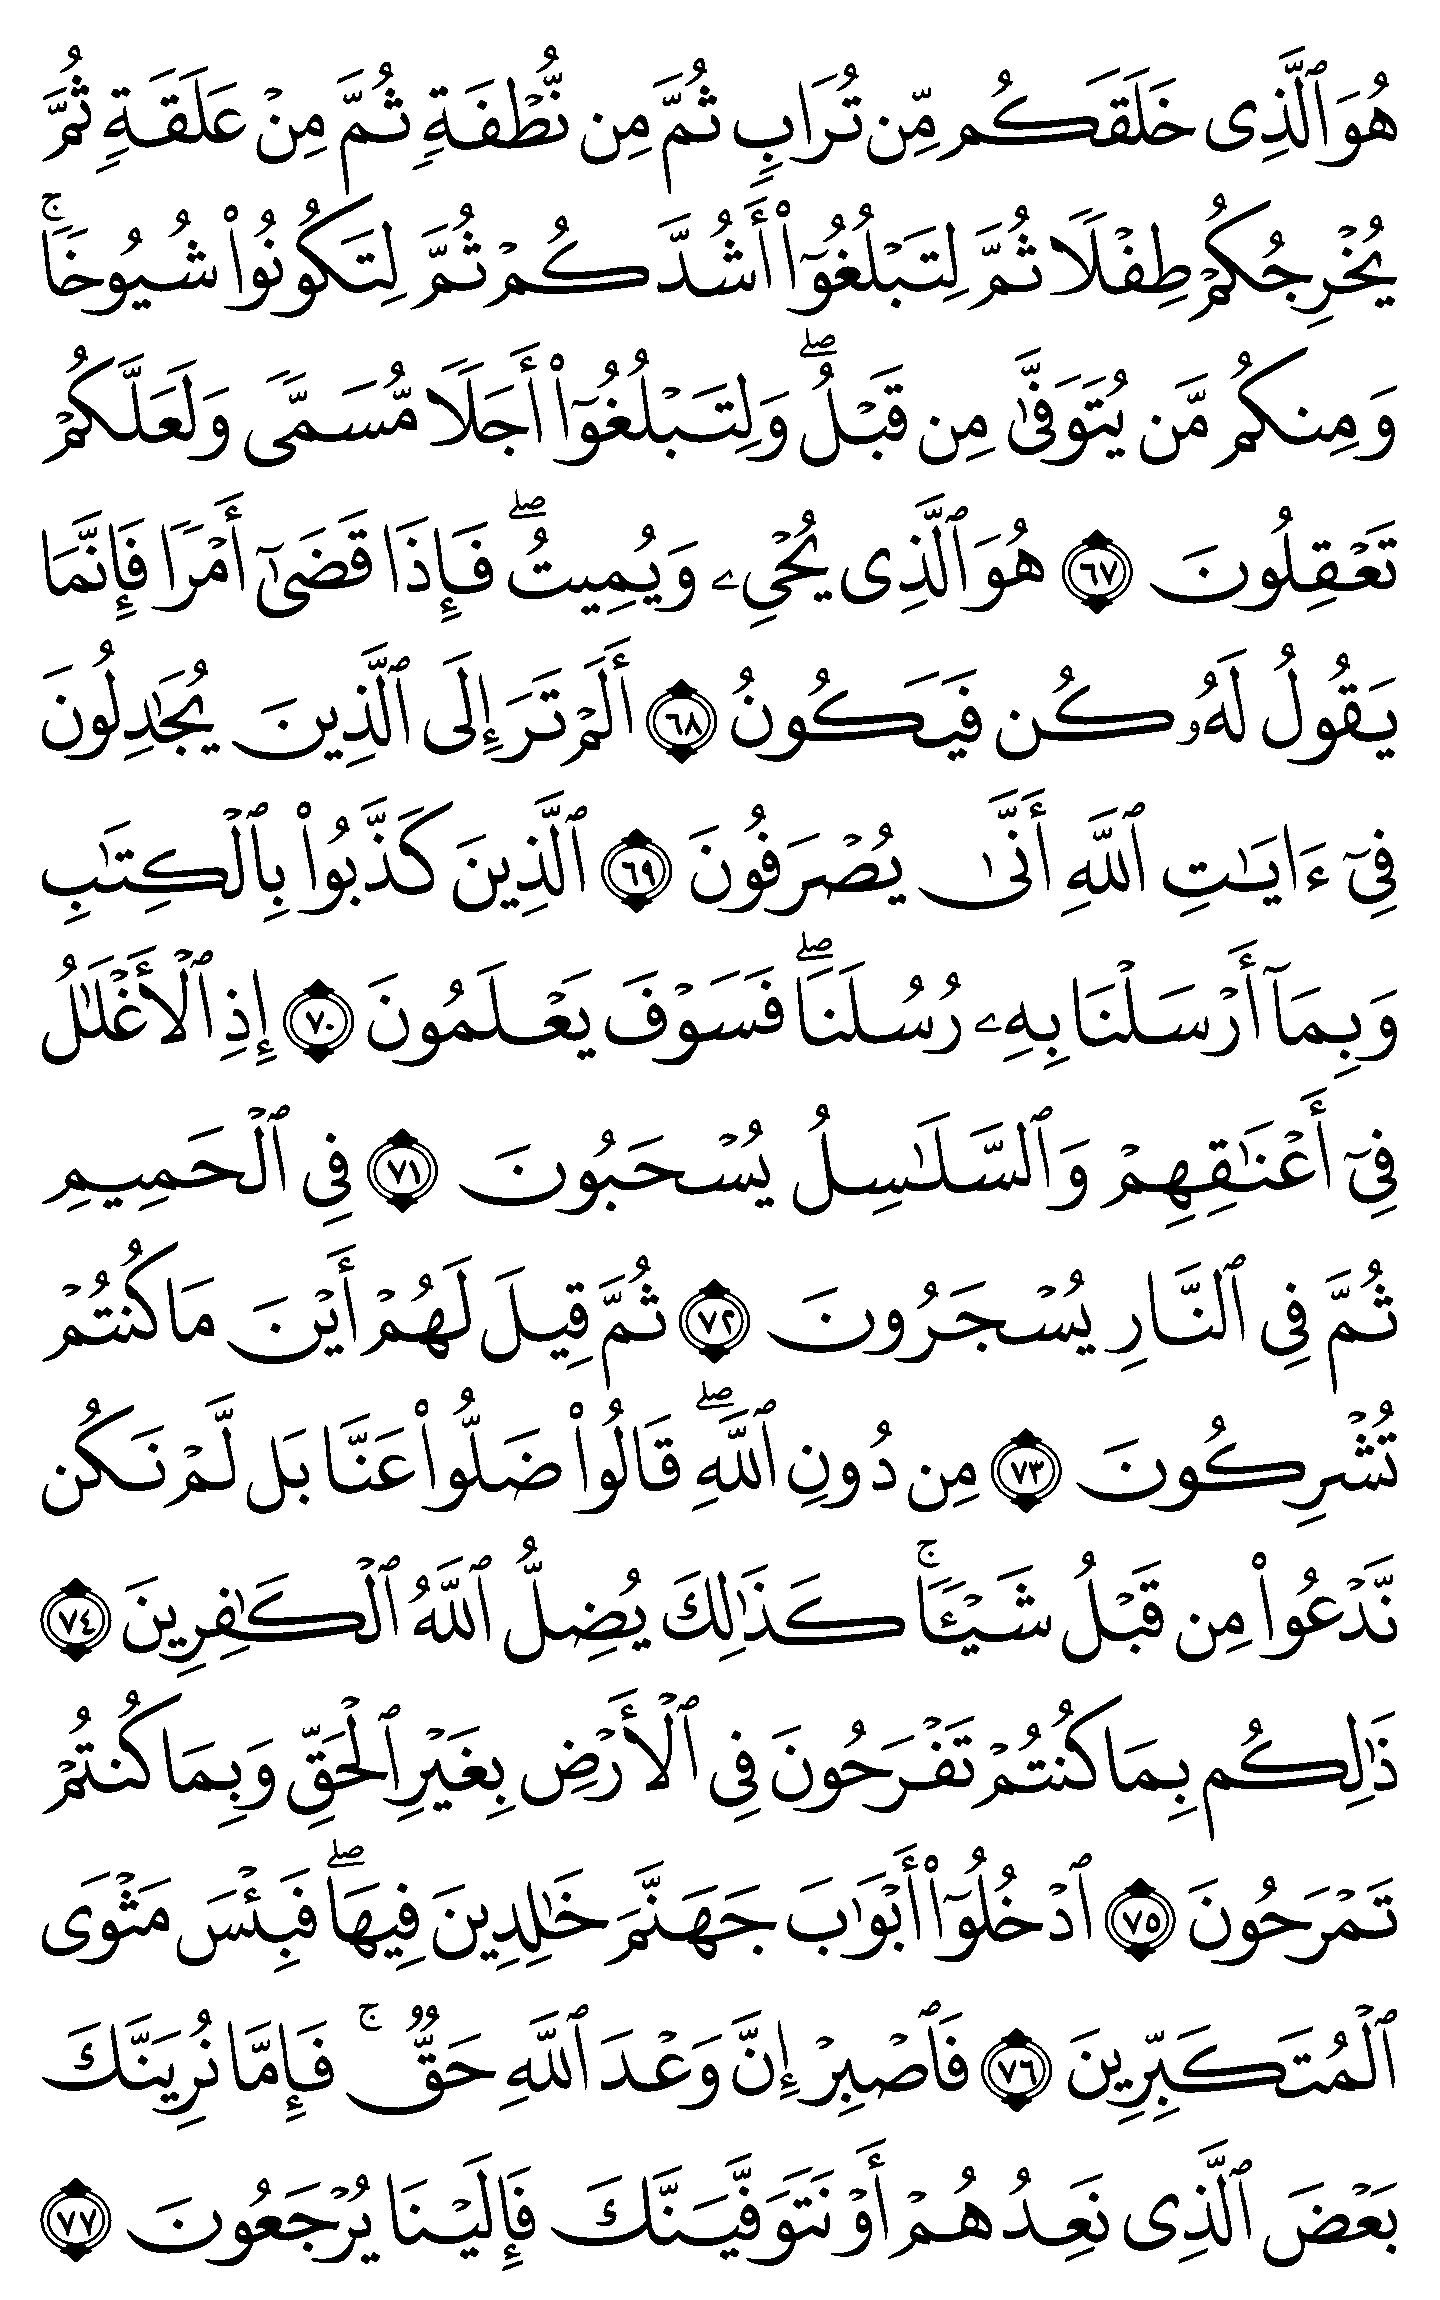 هُوَ ٱلَّذِى خَلَقَكُم مِّن تُرَابٍ ثُمَّ مِن نُّطْفَةٍ ثُمَّ مِنْ عَلَقَةٍ ثُمَّ
يُخْرِجُكُمْ طِفْلًا ثُمَّ لِتَبْلُغُوٓا۟ أَشُدَّكُمْ ثُمَّ لِتَكُونُوا۟ شُيُوخًا ۚ
وَمِنكُم مَّن يُتَوَفَّىٰ مِن قَبْلُ ۖ وَلِتَبْلُغُوٓا۟ أَجَلًا مُّسَمًّى وَلَعَلَّكُمْ
تَعْقِلُونَ ٦٧ هُوَ ٱلَّذِى يُحْىِۦ وَيُمِيتُ ۖ فَإِذَا قَضَىٰٓ أَمْرًا فَإِنَّمَا
يَقُولُ لَهُۥ كُن فَيَكُونُ ٦٨ أَلَمْ تَرَ إِلَى ٱلَّذِينَ يُجَٰدِلُونَ
فِىٓ ءَايَٰتِ ٱللَّهِ أَنَّىٰ يُصْرَفُونَ ٦٩ ٱلَّذِينَ كَذَّبُوا۟ بِٱلْكِتَٰبِ
وَبِمَآ أَرْسَلْنَا بِهِۦ رُسُلَنَا ۖ فَسَوْفَ يَعْلَمُونَ ٧٠ إِذِ ٱلْأَغْلَٰلُ
فِىٓ أَعْنَٰقِهِمْ وَٱلسَّلَٰسِلُ يُسْحَبُونَ ٧١ فِى ٱلْحَمِيمِ
ثُمَّ فِى ٱلنَّارِ يُسْجَرُونَ ٧٢ ثُمَّ قِيلَ لَهُمْ أَيْنَ مَا كُنتُمْ
تُشْرِكُونَ ٧٣ مِن دُونِ ٱللَّهِ ۖ قَالُوا۟ ضَلُّوا۟ عَنَّا بَل لَّمْ نَكُن
نَّدْعُوا۟ مِن قَبْلُ شَيْـًٔا ۚ كَذَٰلِكَ يُضِلُّ ٱللَّهُ ٱلْكَٰفِرِينَ ٧٤
ذَٰلِكُم بِمَا كُنتُمْ تَفْرَحُونَ فِى ٱلْأَرْضِ بِغَيْرِ ٱلْحَقِّ وَبِمَا كُنتُمْ
تَمْرَحُونَ ٧٥ ٱدْخُلُوٓا۟ أَبْوَٰبَ جَهَنَّمَ خَٰلِدِينَ فِيهَا ۖ فَبِئْسَ مَثْوَى
ٱلْمُتَكَبِّرِينَ ٧٦ فَٱصْبِرْ إِنَّ وَعْدَ ٱللَّهِ حَقٌّ ۚ فَإِمَّا نُرِيَنَّكَ
بَعْضَ ٱلَّذِى نَعِدُهُمْ أَوْ نَتَوَفَّيَنَّكَ فَإِلَيْنَا يُرْجَعُونَ ٧٧